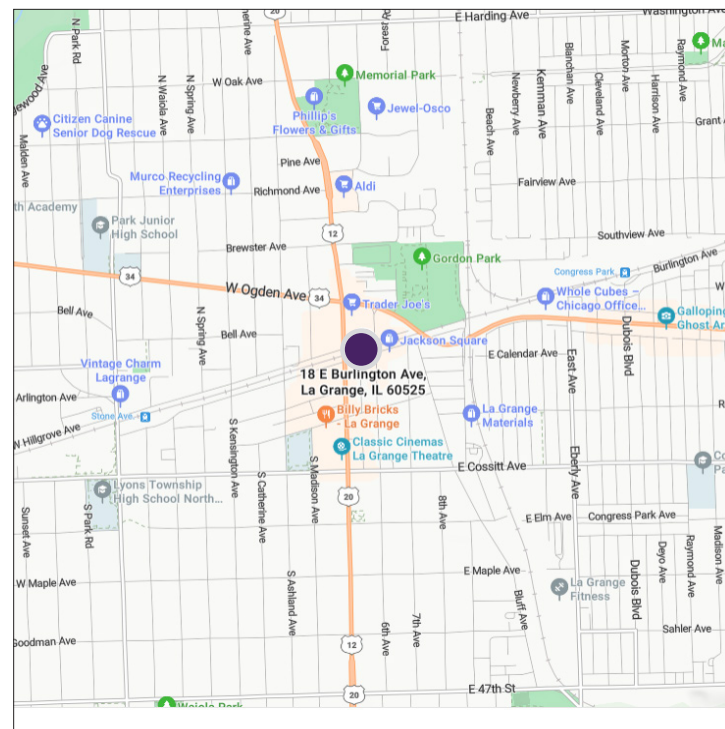 E Harding Ave
Washington Ave
20
N Park Rd
Catherine Ave
Forest Ave
N Waiola Ave
N Spring Ave
W Oak Ave
Memorial Park
Jewel-Osco
Phillip's
Flowers & Gifts
Citizen Canine
Senior Dog Rescue
Malden Ave
Newberry Ave
Kemman Ave
Blanchan Ave
Cleveland Ave
Morton Ave
Harrison Ave
Raymond Ave
Beach Ave
Pine Ave
Murco Recycling
Enterprises
Richmond Ave
Aldi
Fairview Ave
th Academy
Park Junior
High School
12
Brewster Ave
Southview Ave
Gordon Park
Congress Park
Burlington
Ave
34
W Ogden Ave
34
Trader Joe's
Whole Cubes –
Chicago Office...
Galloping
Ghost Ar
Bell Ave
N Spring Ave
Bell Ave
Jackson Square
E Calendar Ave
East Ave
Dubois Blvd
Vintage Charm
Lagrange
18 E Burlington Ave,
La Grange, IL 60525
Arlington Ave
Stone Ave
W Hillgrove Ave
Billy Bricks
- La Grange
La Grange
Materials
Classic Cinemas
La Grange Theatre
S Kensington Ave
S Catherine Ave
S Madison Ave
E Cossitt Ave
Eberly Ave
Lyons Township
High School North...
20
Sunset Ave
S Park Rd
8th Ave
E Elm Ave
Congress Park Ave
Madison Ave
Raymond Ave
Deyo Ave
Dubois Blvd
W Maple Ave
S Ashland Ave
E Maple Ave
La Grange
Fitness
Bluff Ave
Goodman Ave
12
6th Ave
7th Ave
Sahler Ave
20
E 47th St
Waiola Park